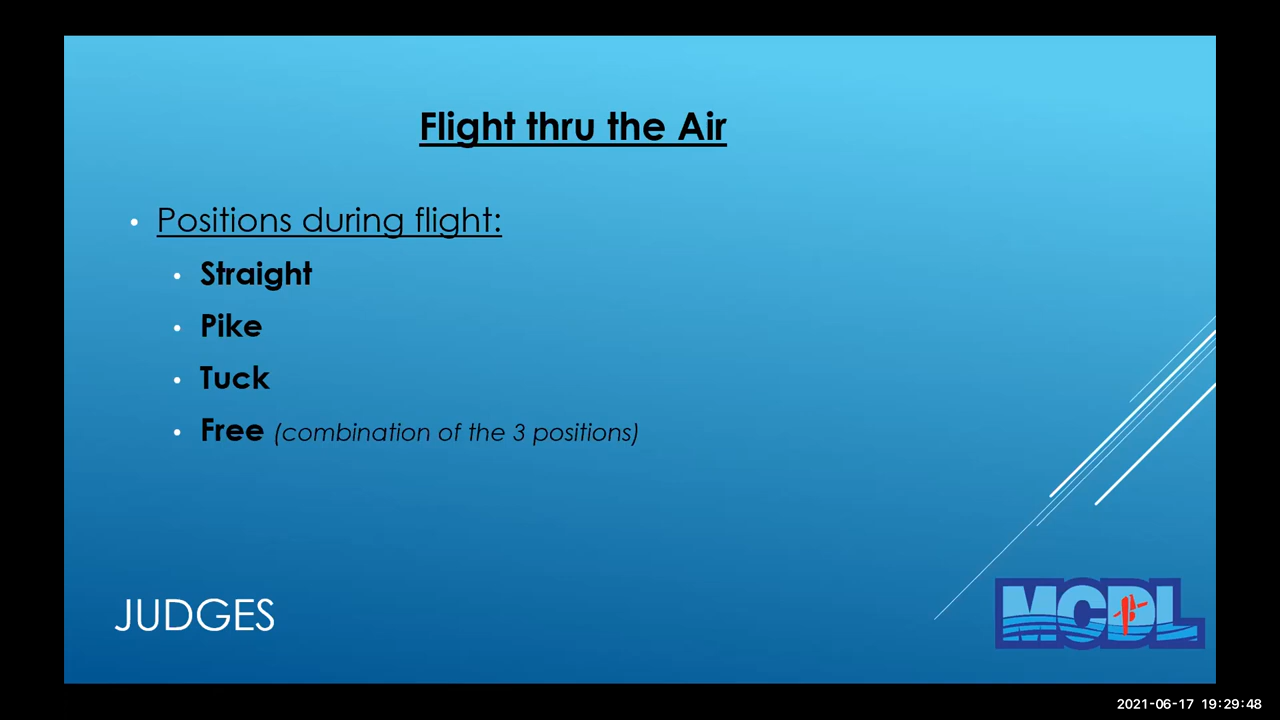 Flight thru the Air
• Positions during flight:
• Straight
• Pike
• Tuck
• Free (combination of the 3 positions)
JUDGES
MCDL
2021-06-17 19:29:48